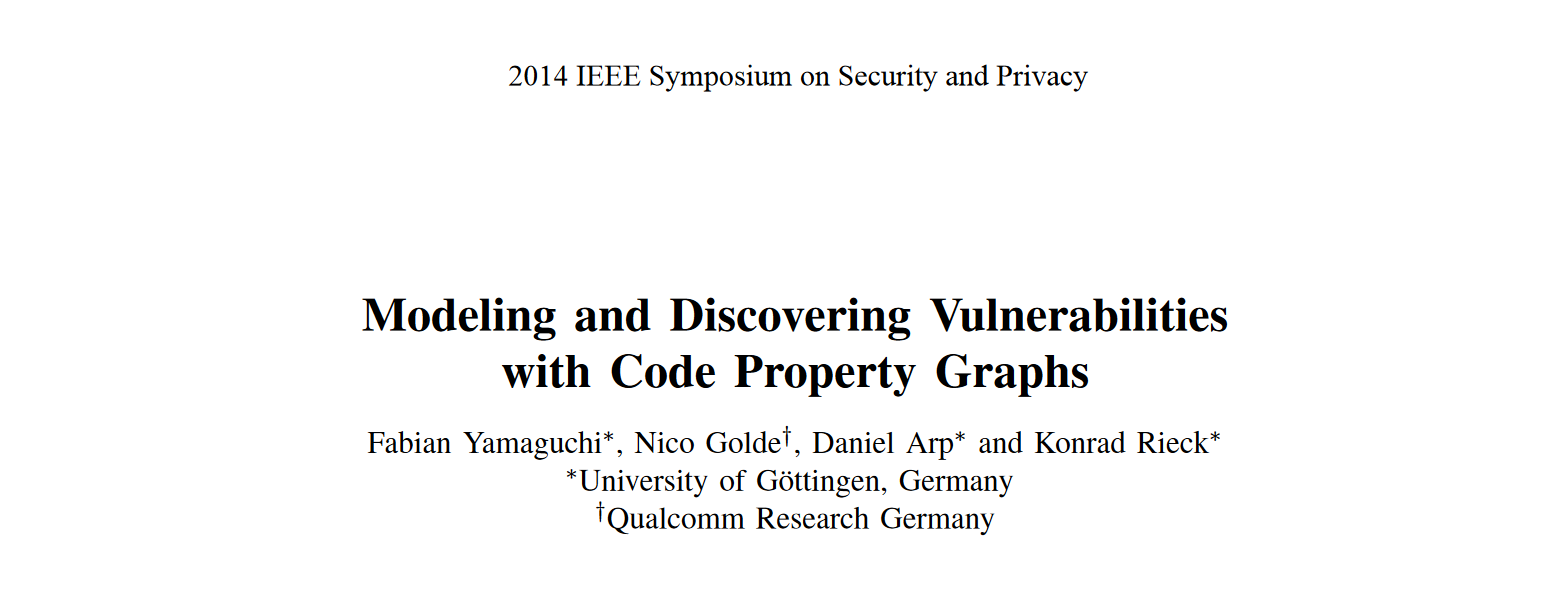 2014 IEEE Symposium on Security and Privacy
Modeling and Discovering Vulnerabilities
with Code Property Graphs
Fabian Yamaguchi*, Nico Golde†, Daniel Arp* and Konrad Rieck*
*University of Göttingen, Germany
†Qualcomm Research Germany